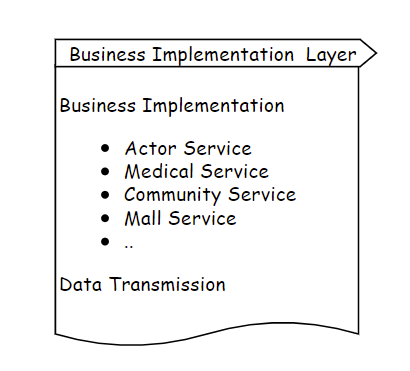 Business Implementation  Layer
Business Implementation
• Actor Service
• Medical Service
• Community Service
• Mall Service
• ..
Data Transmission